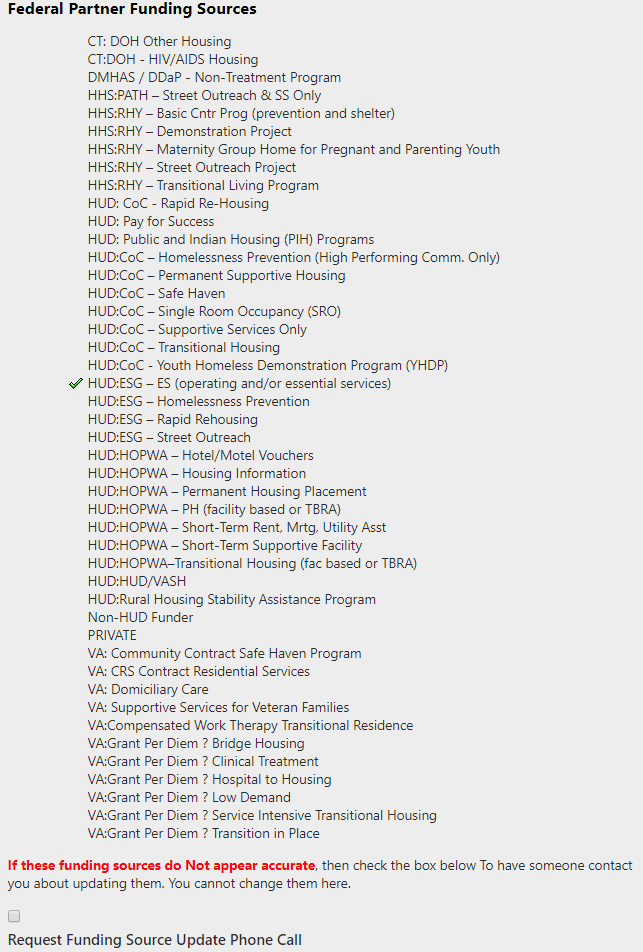 Federal Partner Funding Sources
CT: DOH Other Housing
CT:DOH - HIV/AIDS Housing
DMHAS / DDaP - Non-Treatment Program
HHS:PATH – Street Outreach & SS Only
HHS:RHY – Basic Cntr Prog (prevention and shelter)
HHS:RHY – Demonstration Project
HHS:RHY – Maternity Group Home for Pregnant and Parenting Youth
HHS:RHY – Street Outreach Project
HHS:RHY – Transitional Living Program
HUD: CoC - Rapid Re-Housing
HUD: Pay for Success
HUD: Public and Indian Housing (PIH) Programs
HUD:CoC – Homelessness Prevention (High Performing Comm. Only)
HUD:CoC – Permanent Supportive Housing
HUD:CoC – Safe Haven
HUD:CoC – Single Room Occupancy (SRO)
HUD:CoC – Supportive Services Only
HUD:CoC – Transitional Housing
HUD:CoC - Youth Homeless Demonstration Program (YHDP)
HUD:ESG – ES (operating and/or essential services)
HUD:ESG – Homelessness Prevention
HUD:ESG – Rapid Rehousing
HUD:ESG – Street Outreach
HUD:HOPWA – Hotel/Motel Vouchers
HUD:HOPWA – Housing Information
HUD:HOPWA – Permanent Housing Placement
HUD:HOPWA – PH (facility based or TBRA)
HUD:HOPWA – Short-Term Rent, Mrtg, Utility Asst
HUD:HOPWA – Short-Term Supportive Facility
HUD:HOPWA–Transitional Housing (fac based or TBRA)
HUD:HUD/VASH
HUD:Rural Housing Stability Assistance Program
Non-HUD Funder
PRIVATE
VA: Community Contract Safe Haven Program
VA: CRS Contract Residential Services
VA: Domiciliary Care
VA: Supportive Services for Veteran Families
VA:Compensated Work Therapy Transitional Residence
VA:Grant Per Diem ? Bridge Housing
VA:Grant Per Diem ? Clinical Treatment
VA:Grant Per Diem ? Hospital to Housing
VA:Grant Per Diem ? Low Demand
VA:Grant Per Diem ? Service Intensive Transitional Housing
VA:Grant Per Diem ? Transition in Place
If these funding sources do Not appear accurate, then check the box below To have someone contact
you about updating them. You cannot change them here.
Request Funding Source Update Phone Call